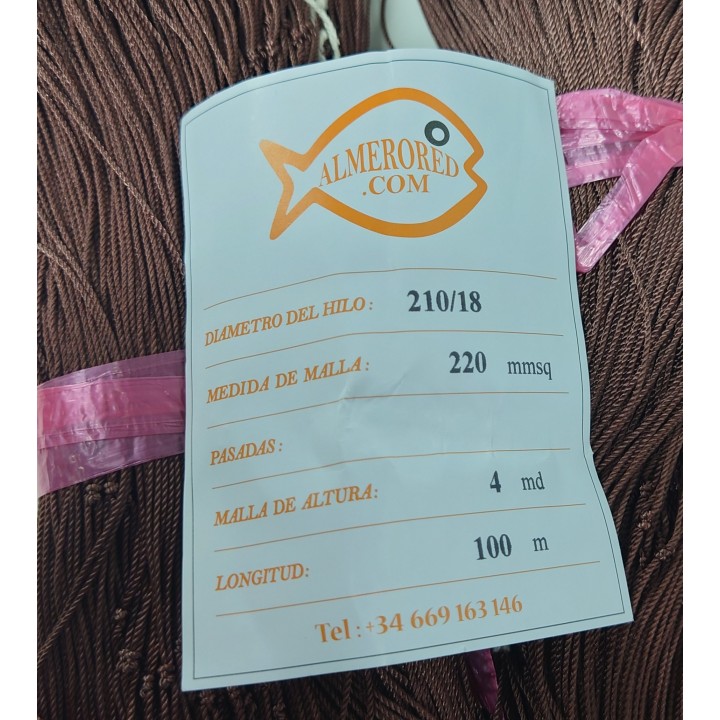 ALMERORED
.COM
DIAMETRO DEL HILO : 210/18
MEDIDA DE MALLA : 220 mmsq
PASADAS :
MALLA DE ALTURA : 4 md
LONGITUD: 100 m
Tel : +34 669 163 146